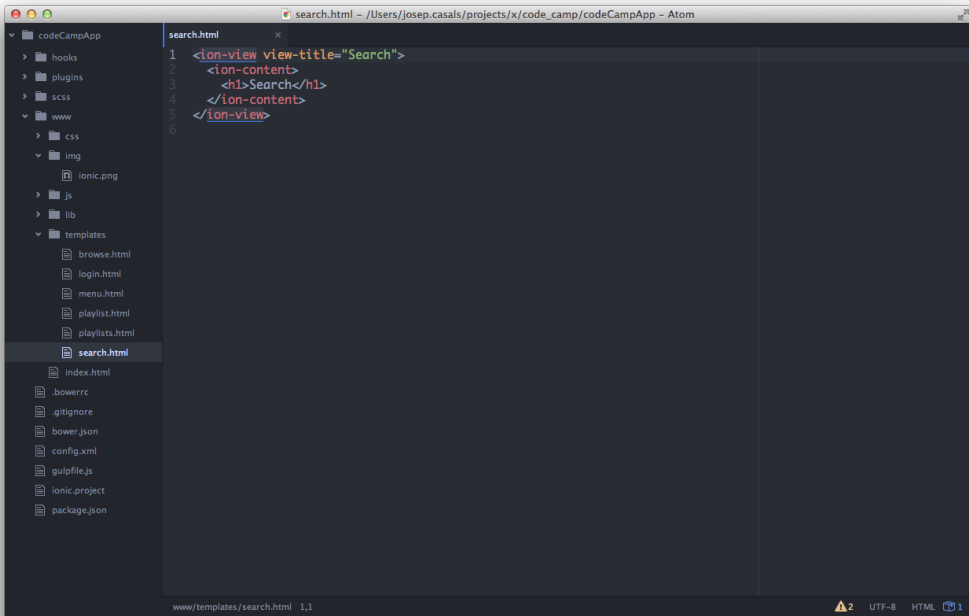 search.html - /Users/josep.casals/projects/x/code_camp/codeCampApp - Atom
codeCampApp
hooks
plugins
scss
www
css
img
ionic.png
js
lib
templates
browse.html
login.html
menu.html
playlist.html
playlists.html
search.html
index.html
.bowerrc
.gitignore
bower.json
config.xml
gulpfile.js
ionic.project
package.json
search.html
1 <ion-view view-title="Search">
2 <ion-content>
3 <h1>Search</h1>
4 </ion-content>
5 </ion-view>
6
www/templates/search.html 1,1
2 UTF-8 HTML 1